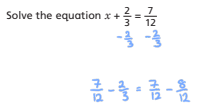 Solve the equation x + 2/3 = 7/12
- 2/3 - 2/3
7/12 - 2/3 = 7/12 - 8/12